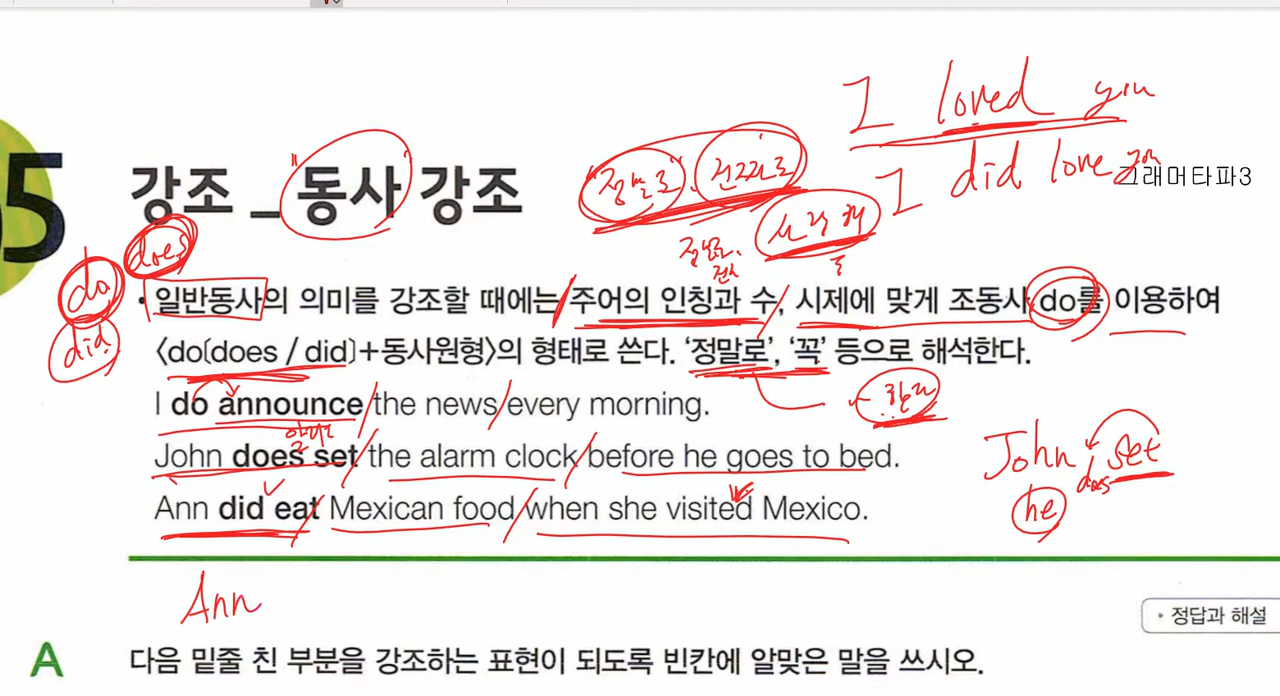 I loved you
I did love you
그래머타파3
5 강조 _ "동사" 강조
"정말로", 진짜로
does
do
did
• 일반동사의 의미를 강조할 때에는 주어의 인칭과 수, 시제에 맞게 조동사 do를 이용하여
〈do(does / did)+동사원형〉의 형태로 쓴다. '정말로', '꼭' 등으로 해석한다.
I do announce the news every morning.
John does set the alarm clock before he goes to bed.
Ann did eat Mexican food when she visited Mexico.
John set
does
he
Ann
• 정답과 해설
A 다음 밑줄 친 부분을 강조하는 표현이 되도록 빈칸에 알맞은 말을 쓰시오.